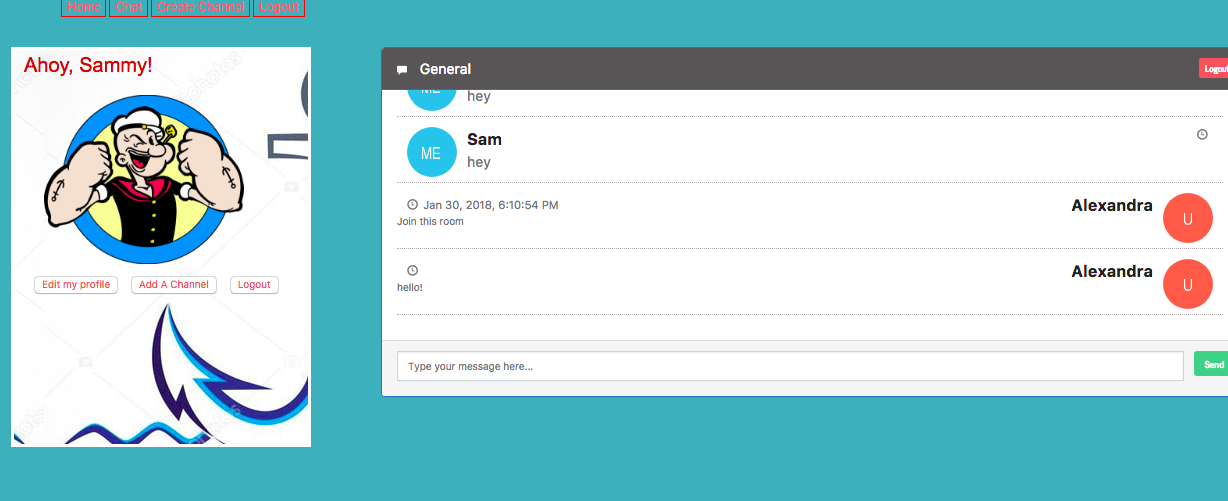 Home Chat Create Channel Logout
Ahoy, Sammy!
Edit my profile Add A Channel Logout
General Logout
ME hey
Sam
ME
hey
Jan 30, 2018, 6:10:54 PM Alexandra
Join this room
U
Alexandra
hello!
U
Type your message here... Send